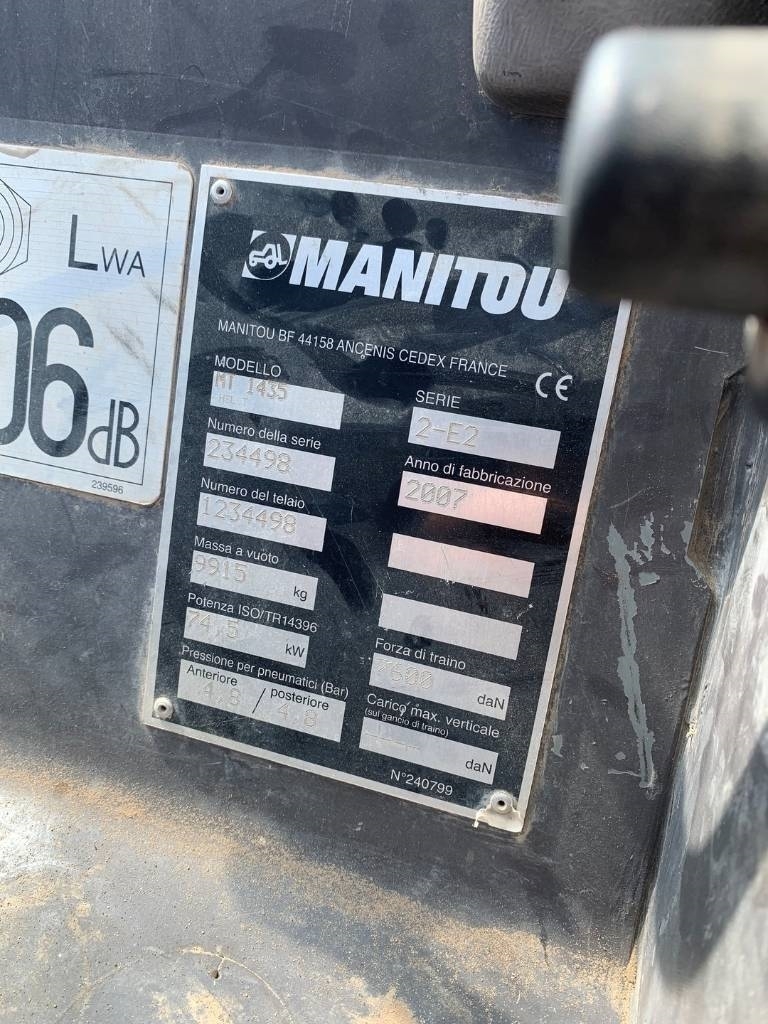 LWA
06 dB
239596
MANITOU
MANITOU BF 44158 ANCENIS CEDEX FRANCE
CE
MODELLO
MT 1435
SERIE
2-E2
Numero della serie
234498
Anno di fabbricazione
2007
Numero del telaio
1234498
Massa a vuoto
9915 kg
Potenza ISO/TR14396
74,5 kW
Forza di traino
daN
Pressione per pneumatici (Bar)
Anteriore / posteriore
4.8 / 4.8
Carico max. verticale
(sul gancio di traino)
daN
N°240799